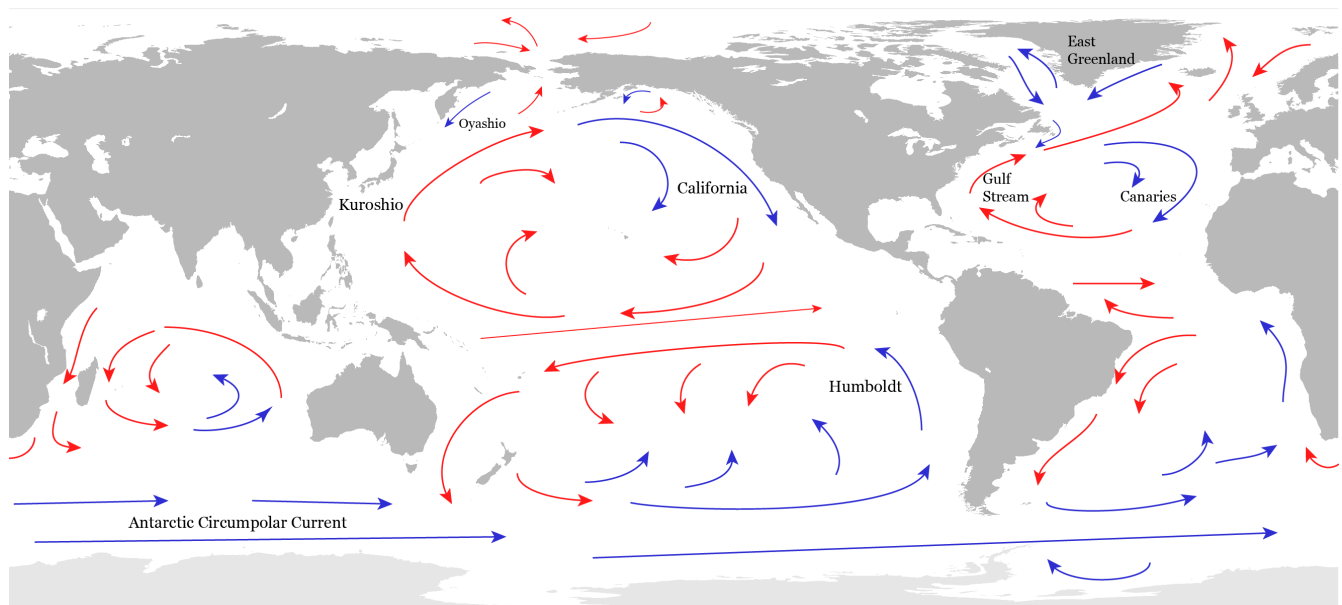 East
Greenland
Oyashio
California
Kuroshio
Gulf
Stream
Canaries
Humboldt
Antarctic Circumpolar Current